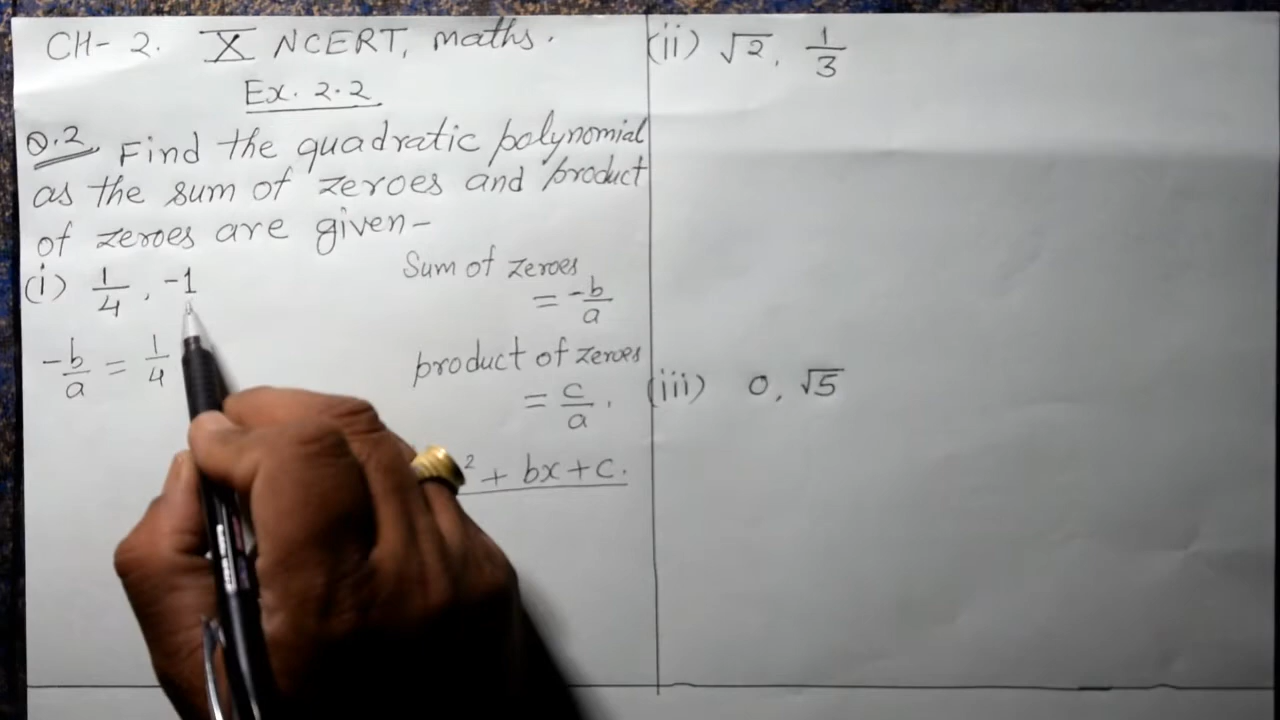 CH- 2. X NCERT, maths.
Ex. 2.2
Q.2 Find the quadratic polynomial
as the sum of zeroes and product
of zeroes are given-
(i) 1/4, -1
-b/a = 1/4
Sum of zeroes
= -b/a
product of zeroes
= c/a.
² + bx + c.
(ii) √2, 1/3
(iii) 0, √5